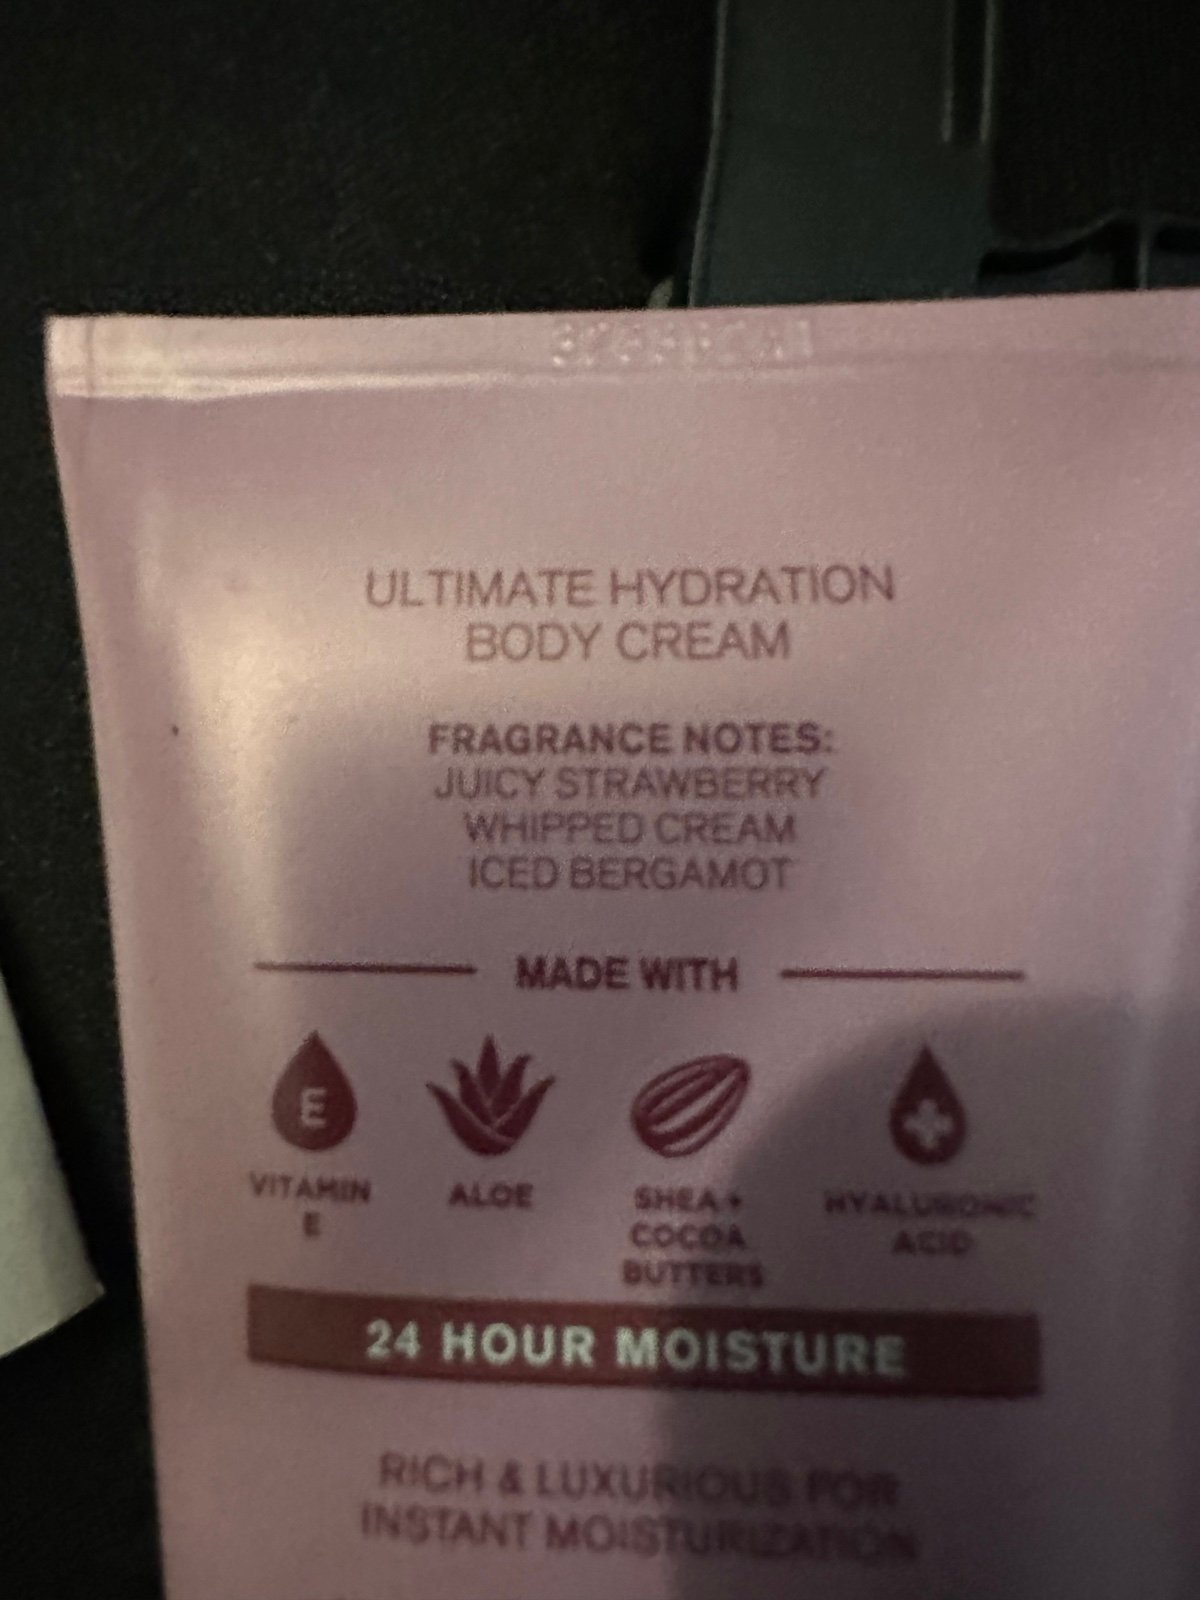 ULTIMATE HYDRATION
BODY CREAM
FRAGRANCE NOTES:
JUICY STRAWBERRY
WHIPPED CREAM
ICED BERGAMOT
MADE WITH
E
VITAMIN
E
ALOE
SHEA +
COCOA
BUTTERS
HYALURONIC
ACID
24 HOUR MOISTURE
RICH & LUXURIOUS FOR
INSTANT MOISTURIZATION